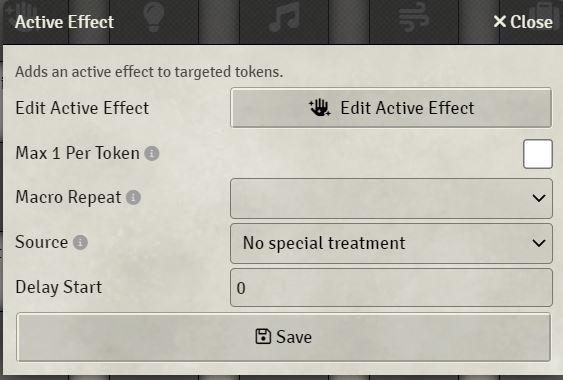 Active Effect
Close
Adds an active effect to targeted tokens.
Edit Active Effect
Edit Active Effect
Max 1 Per Token
Macro Repeat
Source
No special treatment
Delay Start
0
Save